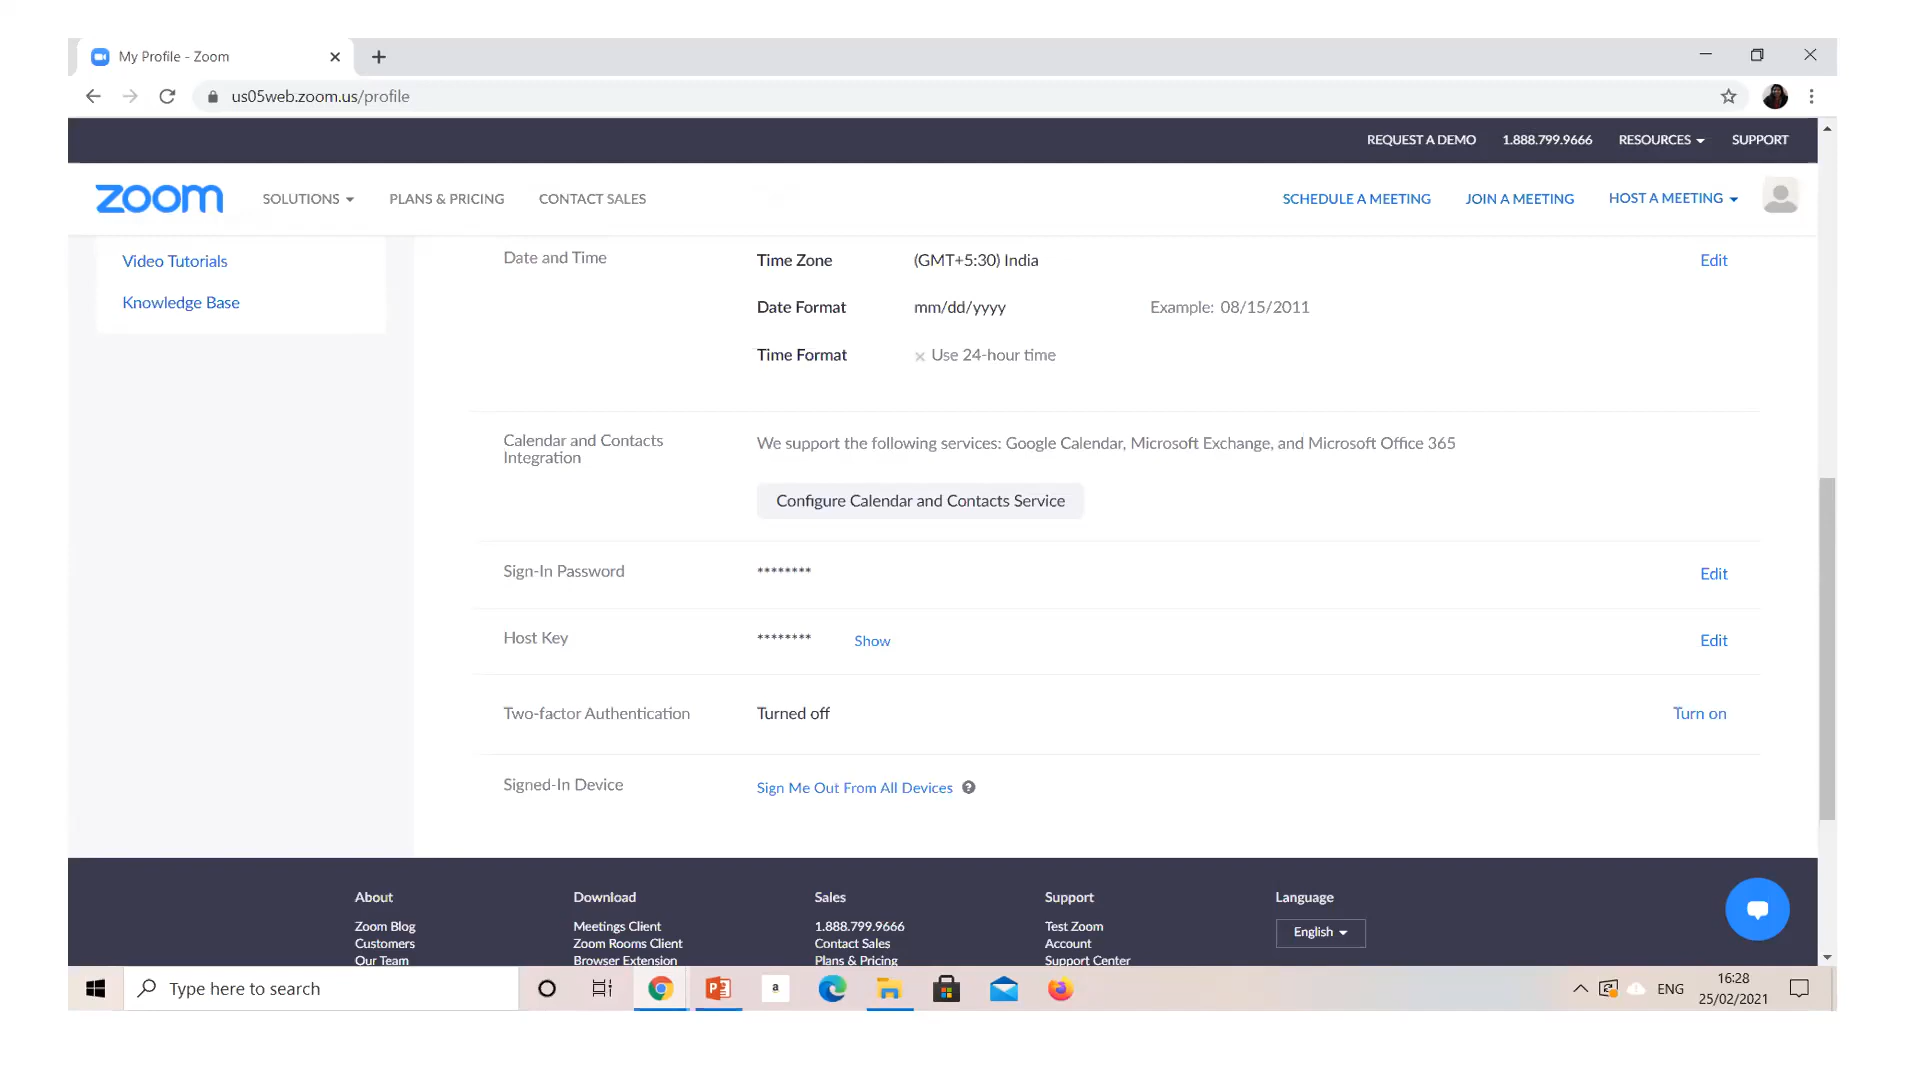 My Profile - Zoom
us05web.zoom.us/profile
REQUEST A DEMO 1.888.799.9666 RESOURCES SUPPORT
zoom SOLUTIONS PLANS & PRICING CONTACT SALES SCHEDULE A MEETING JOIN A MEETING HOST A MEETING
Video Tutorials
Knowledge Base
Date and Time Time Zone (GMT+5:30) India Edit
Date Format mm/dd/yyyy Example: 08/15/2011
Time Format × Use 24-hour time
Calendar and Contacts
Integration
We support the following services: Google Calendar, Microsoft Exchange, and Microsoft Office 365
Configure Calendar and Contacts Service
Sign-In Password ******** Edit
Host Key ******** Show Edit
Two-factor Authentication Turned off Turn on
Signed-In Device Sign Me Out From All Devices ?
About Download Sales Support Language
Zoom Blog Meetings Client 1.888.799.9666 Test Zoom English
Customers Zoom Rooms Client Contact Sales Account
Our Team Browser Extension Plans & Pricing Support Center
Type here to search a ENG 16:28
25/02/2021